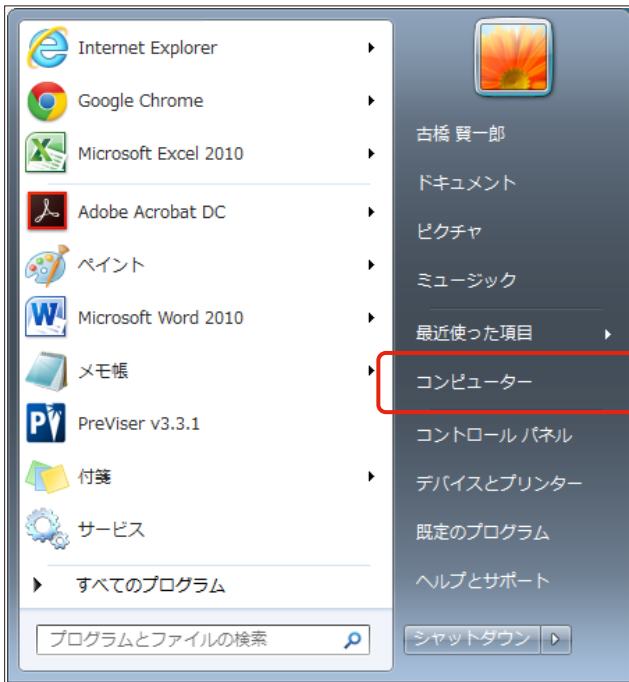 Internet Explorer
Google Chrome
Microsoft Excel 2010
Adobe Acrobat DC
ペイント
Microsoft Word 2010
メモ帳
PreViser v3.3.1
付箋
サービス
すべてのプログラム
プログラムとファイルの検索
古橋 賢一郎
ドキュメント
ピクチャ
ミュージック
最近使った項目
コンピューター
コントロール パネル
デバイスとプリンター
既定のプログラム
ヘルプとサポート
シャットダウン